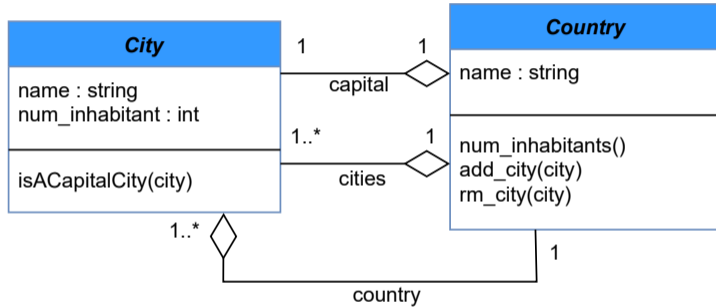 City
name : string
num_inhabitant : int
isACapitalCity(city)
1
1
capital
1..*
1
cities
Country
name : string
num_inhabitants()
add_city(city)
rm_city(city)
1..*
1
country